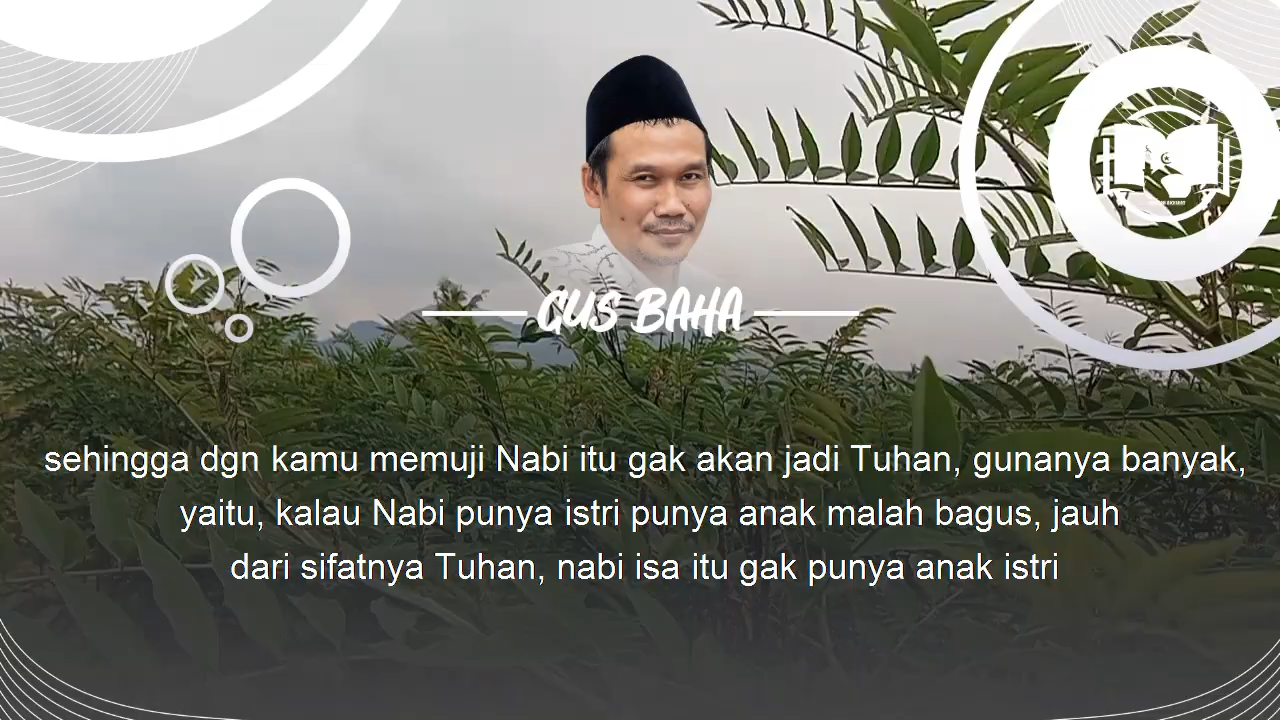 GUS BAHA
sehingga dgn kamu memuji Nabi itu gak akan jadi Tuhan, gunanya banyak,
yaitu, kalau Nabi punya istri punya anak malah bagus, jauh
dari sifatnya Tuhan, nabi isa itu gak punya anak istri